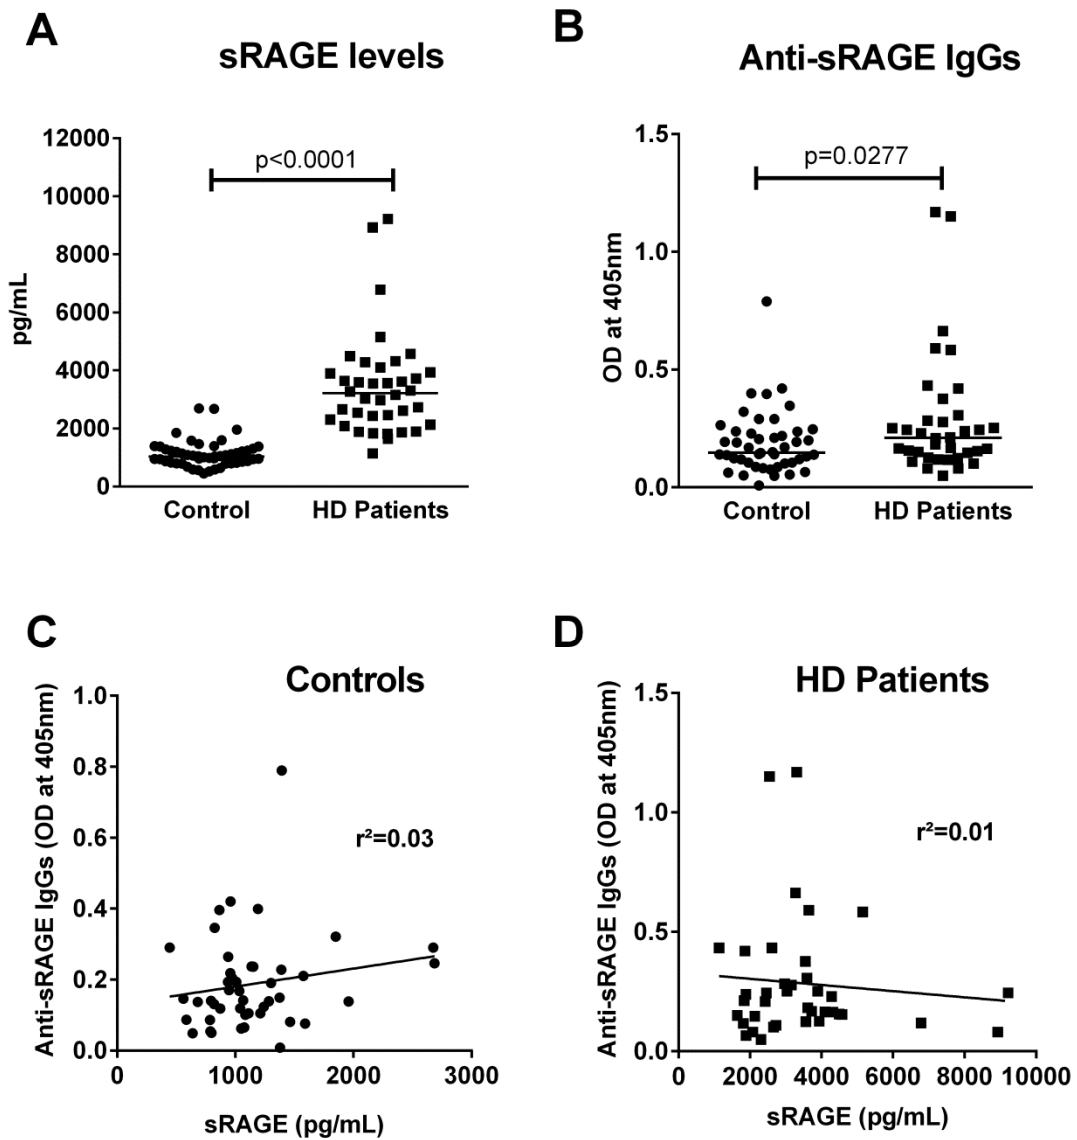 A
sRAGE levels
12000
10000
8000
6000
4000
2000
0
pg/mL
p<0.0001
Control
HD Patients
B
Anti-sRAGE IgGs
1.5
1.0
0.5
0.0
OD at 405nm
p=0.0277
Control
HD Patients
C
Controls
1.0
0.8
0.6
0.4
0.2
0.0
Anti-sRAGE IgGs (OD at 405nm)
r²=0.03
0
1000
2000
3000
sRAGE (pg/mL)
D
HD Patients
1.5
1.0
0.5
0.0
Anti-sRAGE IgGs (OD at 405nm)
r²=0.01
0
2000
4000
6000
8000
10000
sRAGE (pg/mL)